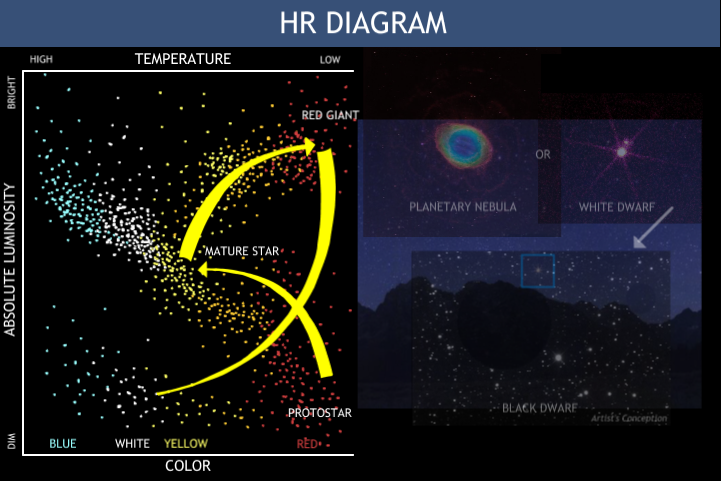 HR DIAGRAM
HIGH
TEMPERATURE
LOW
BRIGHT
RED GIANT
OR
PLANETARY NEBULA
WHITE DWARF
ABSOLUTE LUMINOSITY
MATURE STAR
PROTOSTAR
BLACK DWARF
Artist's Conception
DIM
BLUE
WHITE
YELLOW
RED
COLOR